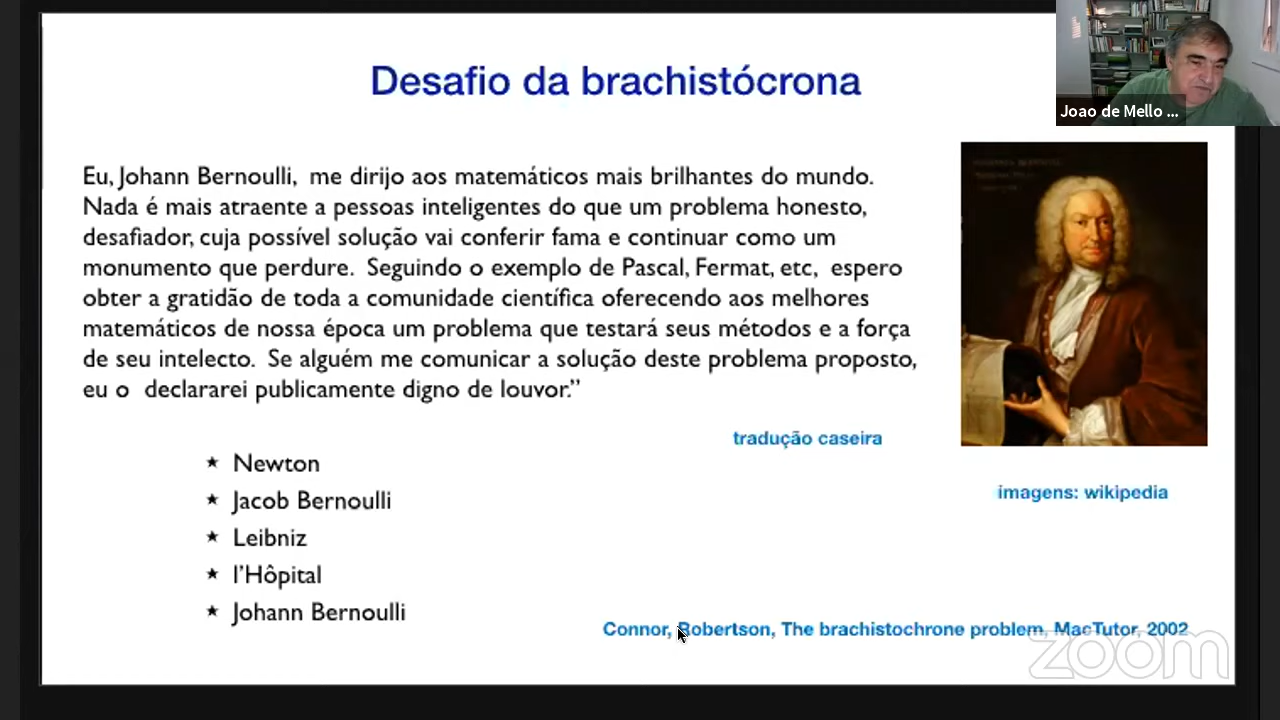 Desafio da brachistócrona
Joao de Mello ...
Eu, Johann Bernoulli, me dirijo aos matemáticos mais brilhantes do mundo.
Nada é mais atraente a pessoas inteligentes do que um problema honesto,
desafiador, cuja possível solução vai conferir fama e continuar como um
monumento que perdure. Seguindo o exemplo de Pascal, Fermat, etc, espero
obter a gratidão de toda a comunidade científica oferecendo aos melhores
matemáticos de nossa época um problema que testará seus métodos e a força
de seu intelecto. Se alguém me comunicar a solução deste problema proposto,
eu o declararei publicamente digno de louvor.”
tradução caseira
imagens: wikipedia
★ Newton
★ Jacob Bernoulli
★ Leibniz
★ l’Hôpital
★ Johann Bernoulli
Connor, Robertson, The brachistochrone problem, MacTutor, 2002
zoom